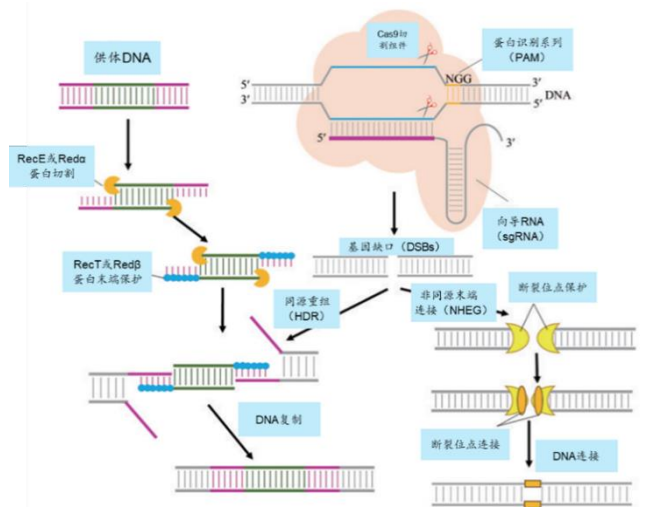 供体DNA
Cas9切
割组件
蛋白识别系列
(PAM)
NGG
5′
3′
3′
5′
DNA
5′
3′
RecE或Redα
蛋白切割
向导RNA
(sgRNA)
基因缺口(DSBs)
RecT或Redβ
蛋白末端保护
同源重组
(HDR)
非同源末端
连接(NHEG)
断裂位点保护
DNA复制
断裂位点连接
DNA连接